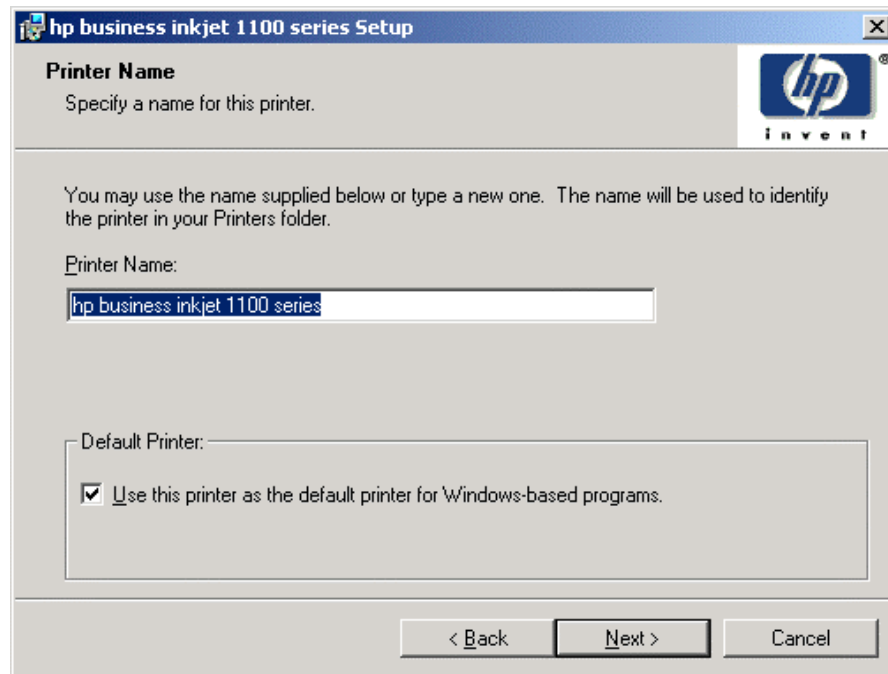 hp business inkjet 1100 series Setup
Printer Name
Specify a name for this printer.
hp
®
invent
You may use the name supplied below or type a new one. The name will be used to identify
the printer in your Printers folder.
Printer Name:
hp business inkjet 1100 series
Default Printer:
Use this printer as the default printer for Windows-based programs.
< Back Next > Cancel